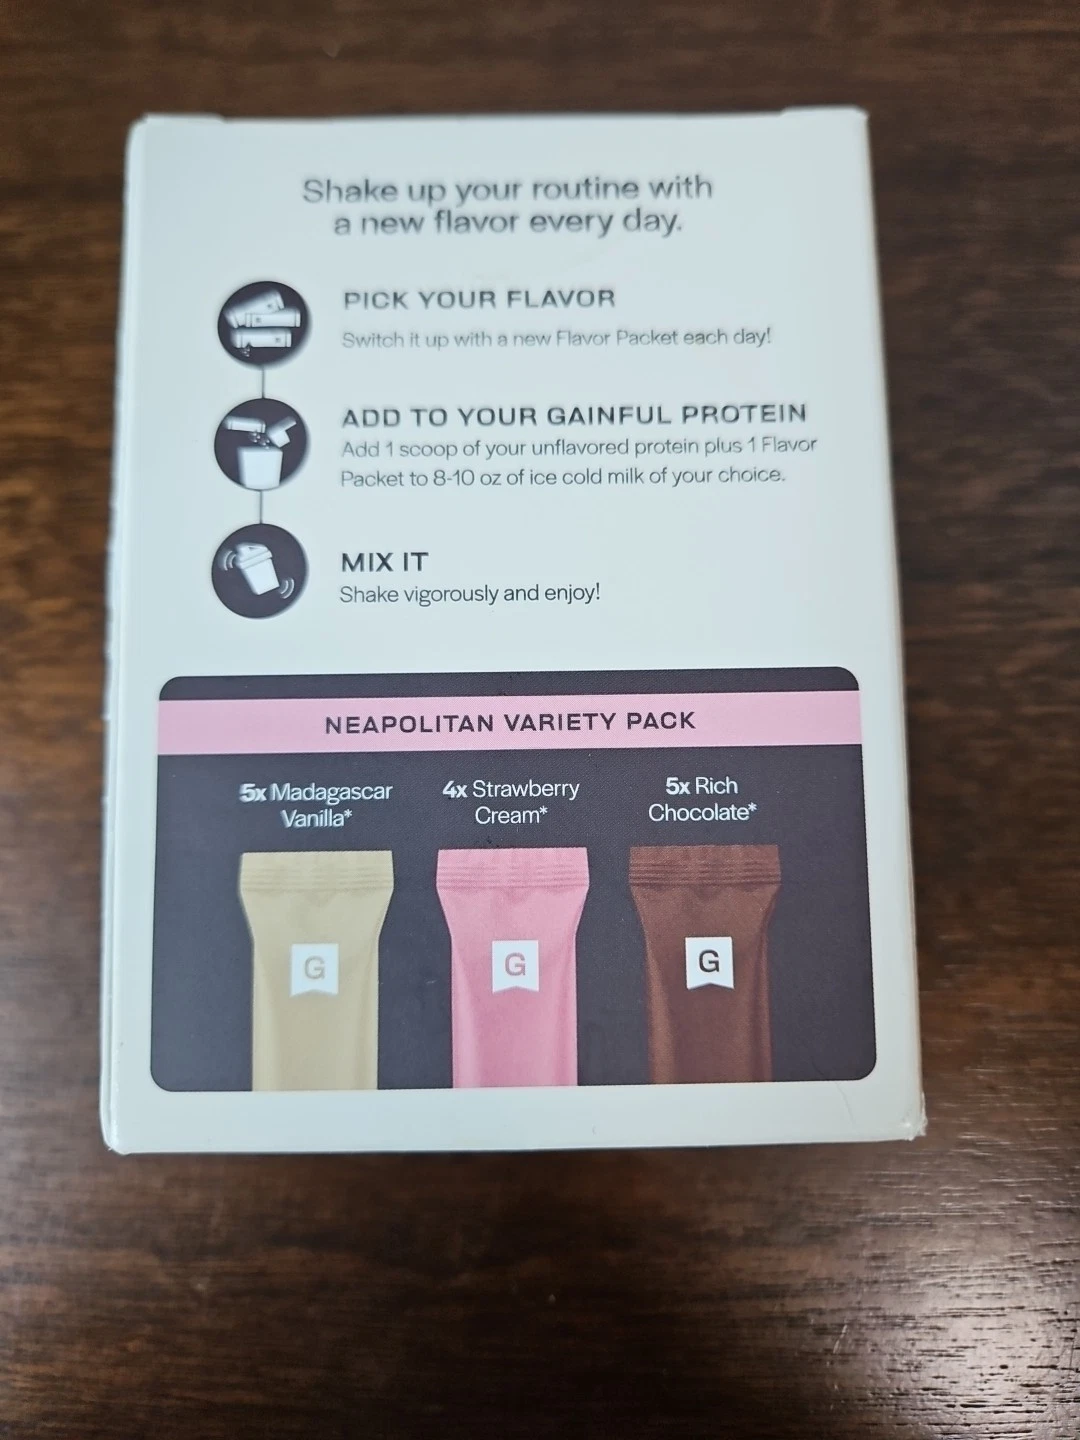 Shake up your routine with
a new flavor every day.
PICK YOUR FLAVOR
Switch it up with a new Flavor Packet each day!
ADD TO YOUR GAINFUL PROTEIN
Add 1 scoop of your unflavored protein plus 1 Flavor
Packet to 8-10 oz of ice cold milk of your choice.
MIX IT
Shake vigorously and enjoy!
NEAPOLITAN VARIETY PACK
5x Madagascar
Vanilla*
4x Strawberry
Cream*
5x Rich
Chocolate*
G
G
G